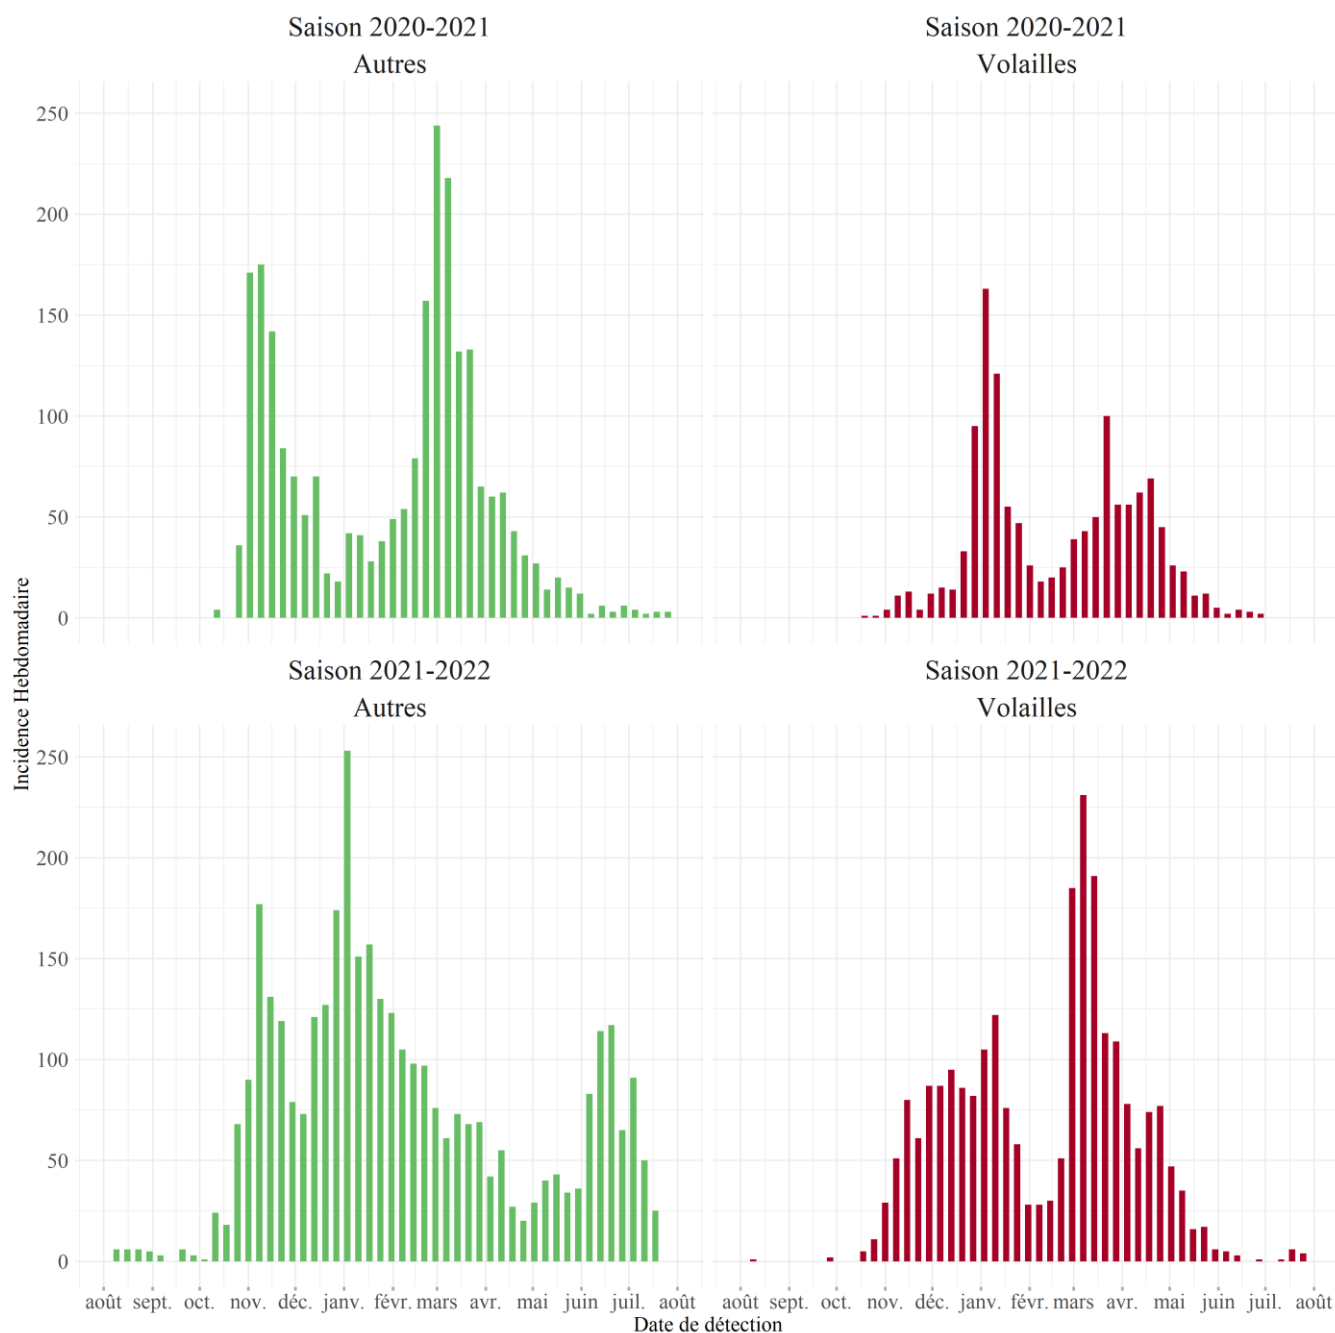 Saison 2020-2021
Autres
Saison 2020-2021
Volailles
250
200
150
100
50
0
Saison 2021-2022
Autres
Saison 2021-2022
Volailles
250
200
150
100
50
0
Incidence Hebdomadaire
août sept. oct. nov. déc. janv. févr. mars avr. mai juin juil. août
août sept. oct. nov. déc. janv. févr. mars avr. mai juin juil. août
Date de détection